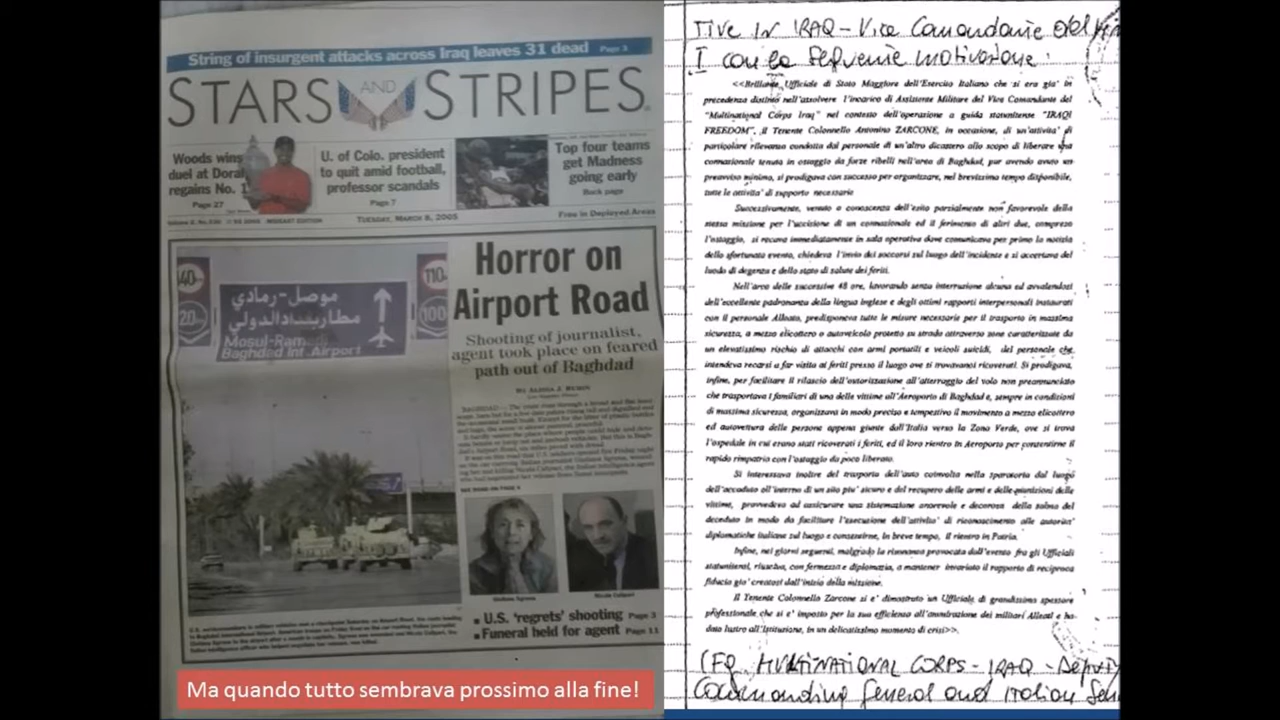 String of insurgent attacks across Iraq leaves 31 dead Page 3
STARS AND STRIPES
Woods wins
duel at Doral
regains No. 1
Page 27
U. of Colo. president
to quit amid football,
professor scandals
Page 7
Top four teams
get Madness
going early
Back page
MIDEAST EDITION
TUESDAY, MARCH 8, 2005
Free in Deployed Areas
40
20
110
100
موصل-رمادي
مطار بغداد الدولي
Mosul-Ramadi
Baghdad Int. Airport
Horror on
Airport Road
Shooting of journalist,
agent took place on feared
path out of Baghdad
BY ALISSA J. RUBIN
Giuliana Sgrena
Nicola Calipari
U.S. ‘regrets’ shooting Page 3
Funeral held for agent Page 11
Ma quando tutto sembrava prossimo alla fine!
IN IRAQ - Vice Comandante del
I con la seguente motivazione
<<Brillante Ufficiale di Stato Maggiore dell'Esercito Italiano che si era gia' in
precedenza distinto nell'assolvere l'incarico di Assistente Militare del Vice Comandante del
"Multinational Corps Iraq" nel contesto dell'operazione a guida statunitense "IRAQI
FREEDOM", il Tenente Colonnello Antonino ZARCONE, in occasione, di un'attivita' di
particolare rilevanza condotta dal personale di un'altro dicastero allo scopo di liberare una
connazionale tenuta in ostaggio da forze ribelli nell'area di Baghdad, pur avendo avuto un
preavviso minimo, si prodigava con successo per organizzare, nel brevissimo tempo disponibile,
tutte le attivita' di supporto necessarie
Successivamente, venuto a conoscenza dell'esito parzialmente non favorevole della
stessa missione per l'uccisione di un connazionale ed il ferimento di altri due, compreso
l'ostaggio, si recava immediatamente in sala operativa dove comunicava per primo la notizia
dello sfortunato evento, chiedeva l'invio dei soccorsi sul luogo dell'incidente e si accertava del
luogo di degenza e dello stato di salute dei feriti.
Nell'arco delle successive 48 ore, lavorando senza interruzione alcuna ed avvalendosi
dell'eccellente padronanza della lingua inglese e degli ottimi rapporti interpersonali instaurati
con il personale Alleato, predisponeva tutte le misure necessarie per il trasporto in massima
sicurezza, a mezzo elicottero o autoveicolo protetto su strada attraverso zone caratterizzate da
un elevatissimo rischio di attacchi con armi portatili e veicoli suicidi, del personale che
intendeva recarsi a far visita ai feriti presso il luogo ove si trovavano ricoverati. Si prodigava,
infine, per facilitare il rilascio dell'autorizzazione all'atterraggio del volo non preannunciato
che trasportava i familiari di una delle vittime all'Aeroporto di Baghdad e, sempre in condizioni
di massima sicurezza, organizzava in modo preciso e tempestivo il movimento a mezzo elicottero
ed autovettura delle persone appena giunte dall'Italia verso la Zona Verde, ove si trova
l'ospedale in cui erano stati ricoverati i feriti, ed il loro rientro in Aeroporto per consentirne il
rapido rimpatrio con l'ostaggio da poco liberato.
Si interessava inoltre del trasporto dell'auto coinvolta nella sparatoria dal luogo
dell'accaduto all'interno di un sito piu' sicuro e del recupero delle armi e delle munizioni delle
vittime, provvedeva ad assicurare una sistemazione onorevole e decorosa della salma del
deceduto in modo da facilitare l'esecuzione dell'attivita' di riconoscimento alle autorita'
diplomatiche italiane sul luogo e consentirne, in breve tempo, il rientro in Patria.
Infine, nei giorni seguenti, malgrado la risonanza provocata dall'evento fra gli Ufficiali
statunitensi, riusciva, con fermezza e diplomazia, a mantener invariato il rapporto di reciproca
fiducia gia' creatosi dall'inizio della missione.
Il Tenente Colonnello Zarcone si e' dimostrato un Ufficiale di grandissimo spessore
professionale che si e' imposto per la sua efficienza all'ammirazione dei militari Alleati e ha
dato lustro all'Istituzione, in un delicatissimo momento di crisi>>.
MULTINATIONAL CORPS - IRAQ - Deputy
Commanding General and Italian